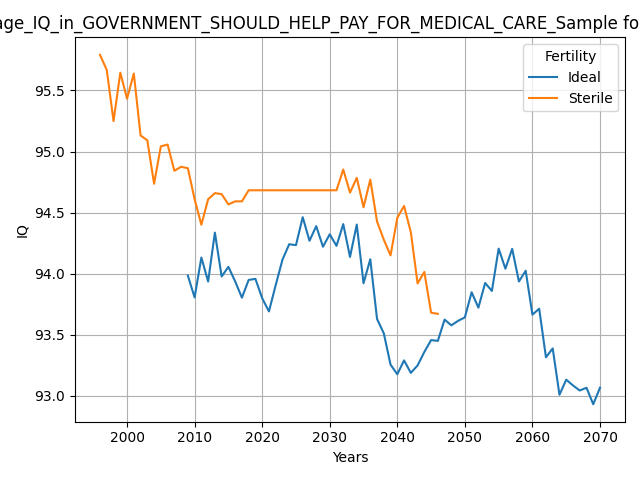 age_IQ_in_GOVERNMENT_SHOULD_HELP_PAY_FOR_MEDICAL_CARE_Sample fo
Fertility
Ideal
Sterile
95.5
95.0
94.5
94.0
93.5
93.0
IQ
2000 2010 2020 2030 2040 2050 2060 2070
Years